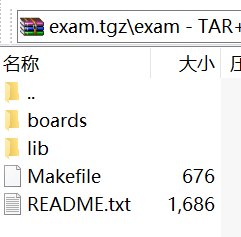 exam.tgz\exam - TAR+
名称 大小
..
boards
lib
Makefile 676
README.txt 1,686